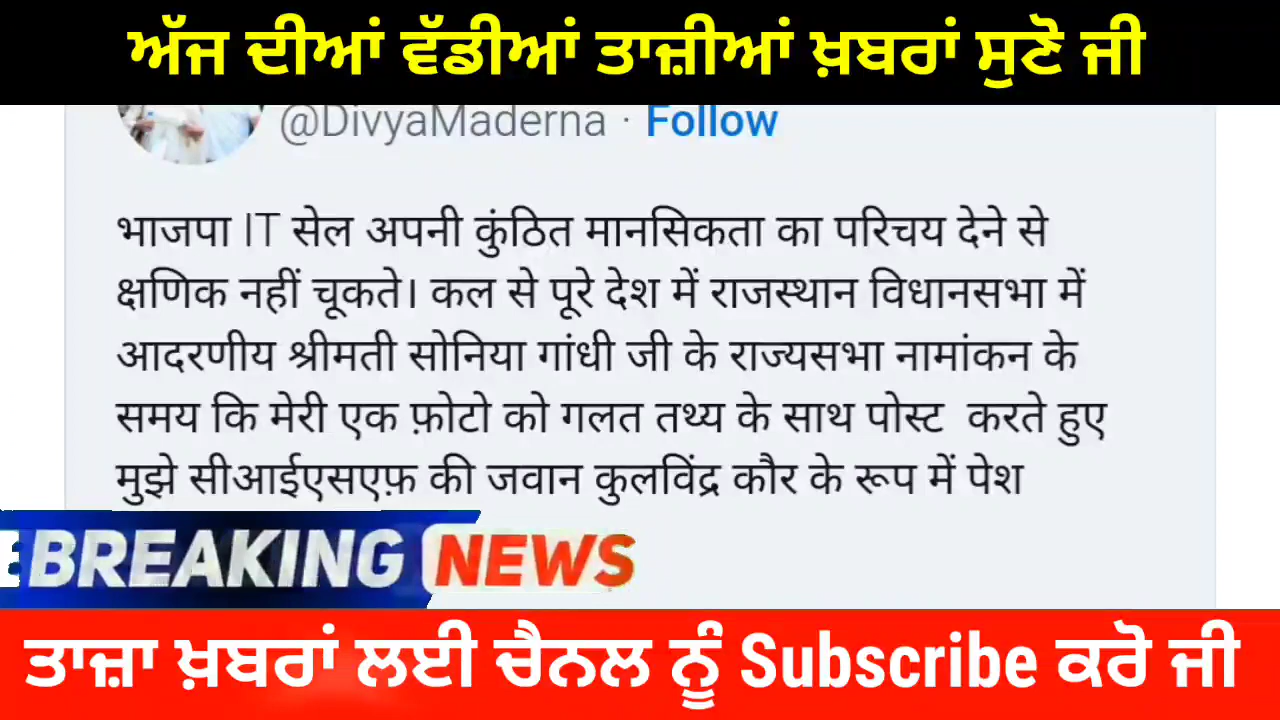 ਅੱਜ ਦੀਆਂ ਵੱਡੀਆਂ ਤਾਜ਼ੀਆਂ ਖ਼ਬਰਾਂ ਸੁਣੋ ਜੀ
@DivyaMaderna · Follow
भाजपा IT सेल अपनी कुंठित मानसिकता का परिचय देने से
क्षणिक नहीं चूकते। कल से पूरे देश में राजस्थान विधानसभा में
आदरणीय श्रीमती सोनिया गांधी जी के राज्यसभा नामांकन के
समय कि मेरी एक फ़ोटो को गलत तथ्य के साथ पोस्ट करते हुए
मुझे सीआईएसएफ़ की जवान कुलविंद्र कौर के रूप में पेश
BREAKING NEWS
ਤਾਜ਼ਾ ਖ਼ਬਰਾਂ ਲਈ ਚੈਨਲ ਨੂੰ Subscribe ਕਰੋ ਜੀ